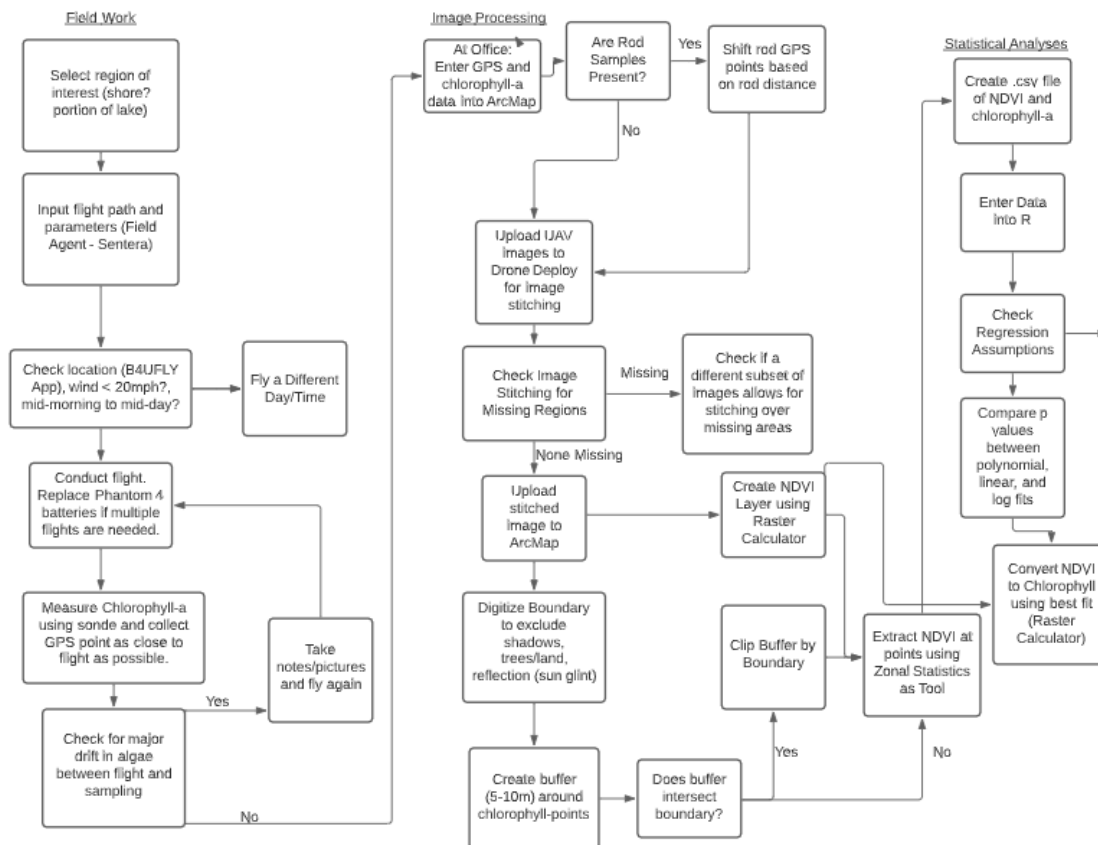 Field Work
Select region of
interest (shore?
portion of lake)
Input flight path and
parameters (Field
Agent - Sentera)
Check location (B4UFLY
App), wind < 20mph?,
mid-morning to mid-day?
Fly a Different
Day/Time
Conduct flight.
Replace Phantom 4
batteries if multiple
flights are needed.
Measure Chlorophyll-a
using sonde and collect
GPS point as close to
flight as possible.
Take
notes/pictures
and fly again
Yes
Check for major
drift in algae
between flight and
sampling
No
Image Processing
At Office:
Enter GPS and
chlorophyll-a
data into ArcMap
Are Rod
Samples
Present?
Yes
Shift rod GPS
points based
on rod distance
No
Upload UAV
Images to
Drone Deploy
for image
stitching
Check Image
Stitching for
Missing Regions
Missing
Check if a
different subset of
images allows for
stitching over
missing areas
None Missing
Upload
stitched
image to
ArcMap
Create NDVI
Layer using
Raster
Calculator
Digitize Boundary
to exclude
shadows,
trees/land,
reflection (sun glint)
Clip Buffer by
Boundary
Extract NDVI at
points using
Zonal Statistics
as Tool
Yes
No
Create buffer
(5-10m) around
chlorophyll-points
Does buffer
intersect
boundary?
Statistical Analyses
Create .csv file
of NDVI and
chlorophyll-a
Enter Data
into R
Check
Regression
Assumptions
Compare p
values
between
polynomial,
linear, and
log fits
Convert NDVI
to Chlorophyll
using best fit
(Raster
Calculator)